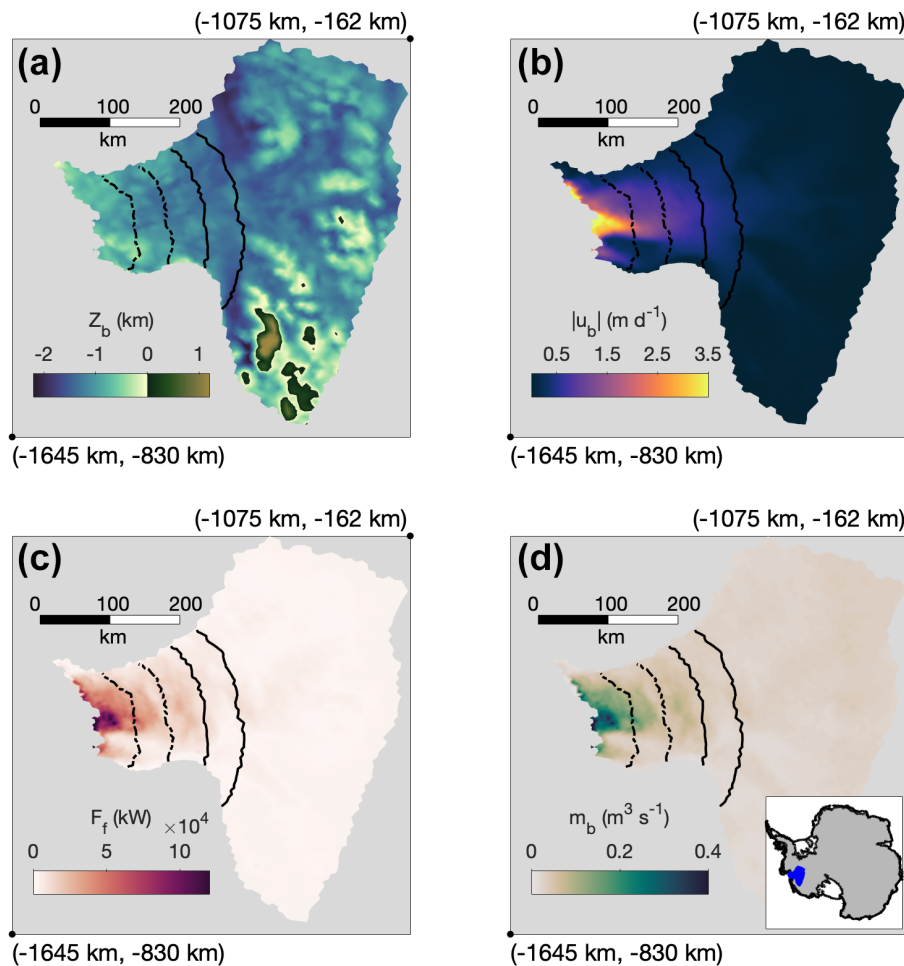 (-1075 km, -162 km)
(a)
0 100 200
km
Z_b (km)
-2 -1 0 1
(-1645 km, -830 km)
(-1075 km, -162 km)
(b)
0 100 200
km
|u_b| (m d⁻¹)
0.5 1.5 2.5 3.5
(-1645 km, -830 km)
(-1075 km, -162 km)
(c)
0 100 200
km
F_f (kW) ×10⁴
0 5 10
(-1645 km, -830 km)
(-1075 km, -162 km)
(d)
0 100 200
km
m_b (m³ s⁻¹)
0 0.2 0.4
(-1645 km, -830 km)